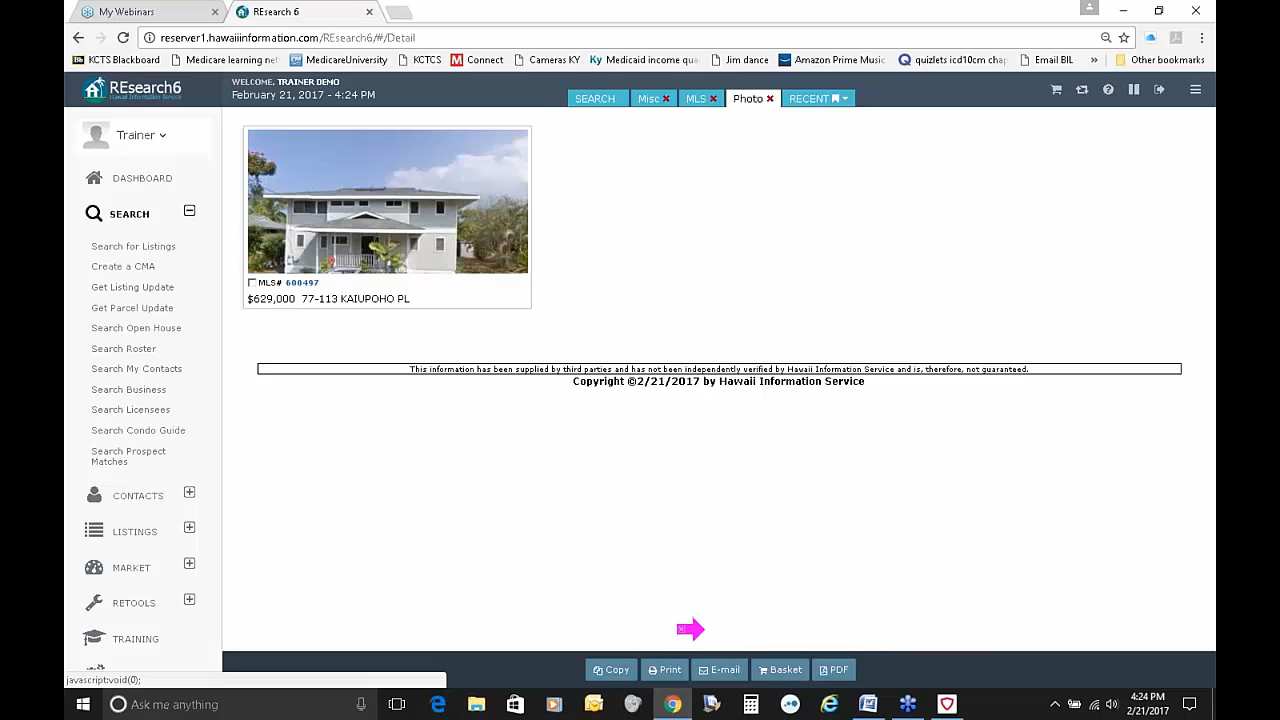 My Webinars
REsearch 6
reserver1.hawaiiinformation.com/REsearch6/#/Detail
KCTS Blackboard
Medicare learning net
MedicareUniversity
KCTCS
Connect
Cameras KY
Medicaid income qua
Jim dance
Amazon Prime Music
quizlets icd10cm chap
Email BIL
»
Other bookmarks
REsearch6
Hawaii Information Service
WELCOME, TRAINER DEMO
February 21, 2017 - 4:24 PM
SEARCH
Misc
MLS
Photo
RECENT
Trainer
DASHBOARD
SEARCH
Search for Listings
Create a CMA
Get Listing Update
Get Parcel Update
Search Open House
Search Roster
Search My Contacts
Search Business
Search Licensees
Search Condo Guide
Search Prospect
Matches
CONTACTS
LISTINGS
MARKET
RETOOLS
TRAINING
MLS# 600497
$629,000 77-113 KAIUPOHO PL
This information has been supplied by third parties and has not been independently verified by Hawaii Information Service and is, therefore, not guaranteed.
Copyright ©2/21/2017 by Hawaii Information Service
Copy
Print
E-mail
Basket
PDF
javascript:void(0);
Ask me anything
4:24 PM
2/21/2017